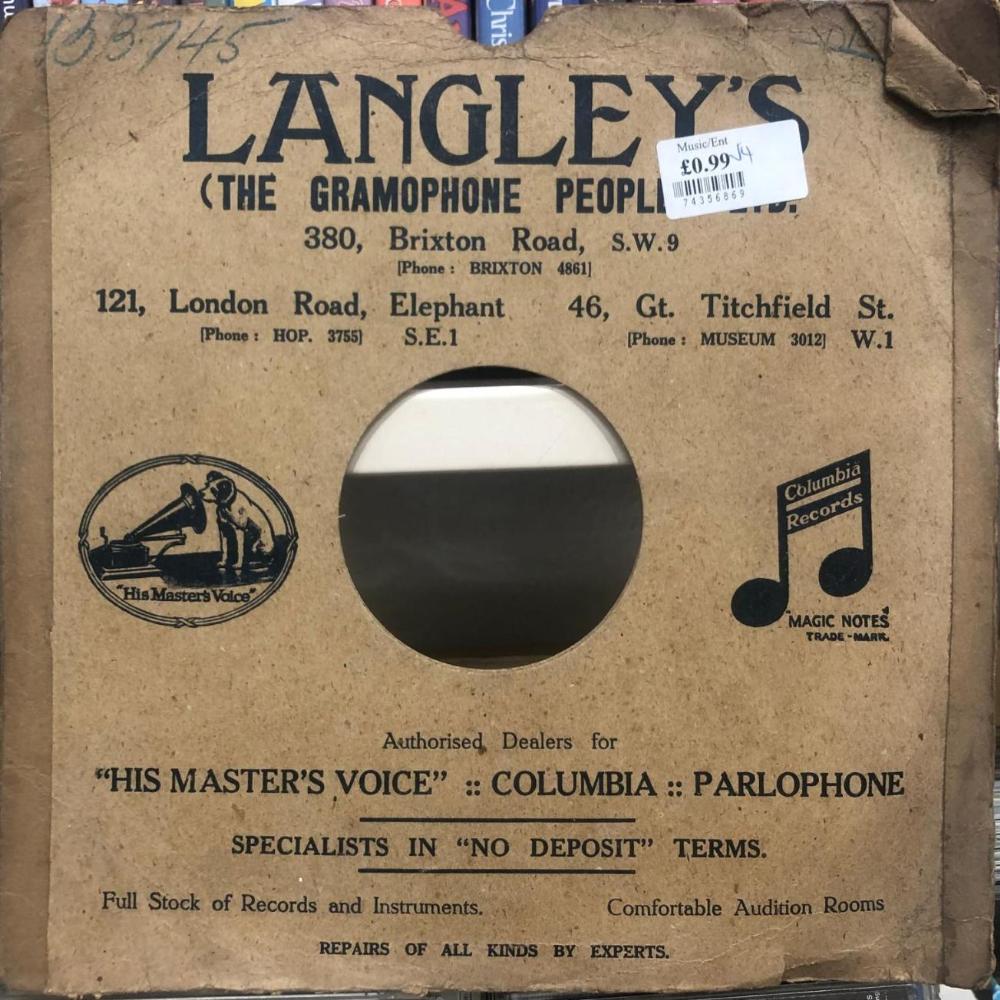 133745
LANGLEY'S
Music/Ent
£0.99
74356869
(THE GRAMOPHONE PEOPLE LTD.
380, Brixton Road, S.W.9
[Phone : BRIXTON 4861]
121, London Road, Elephant 46, Gt. Titchfield St.
[Phone : HOP. 3755] S.E.1 [Phone : MUSEUM 3012] W.1
"His Master's Voice"
Columbia
Records
"MAGIC NOTES"
TRADE-MARK.
Authorised Dealers for
"HIS MASTER'S VOICE" :: COLUMBIA :: PARLOPHONE
SPECIALISTS IN "NO DEPOSIT" TERMS.
Full Stock of Records and Instruments. Comfortable Audition Rooms
REPAIRS OF ALL KINDS BY EXPERTS.